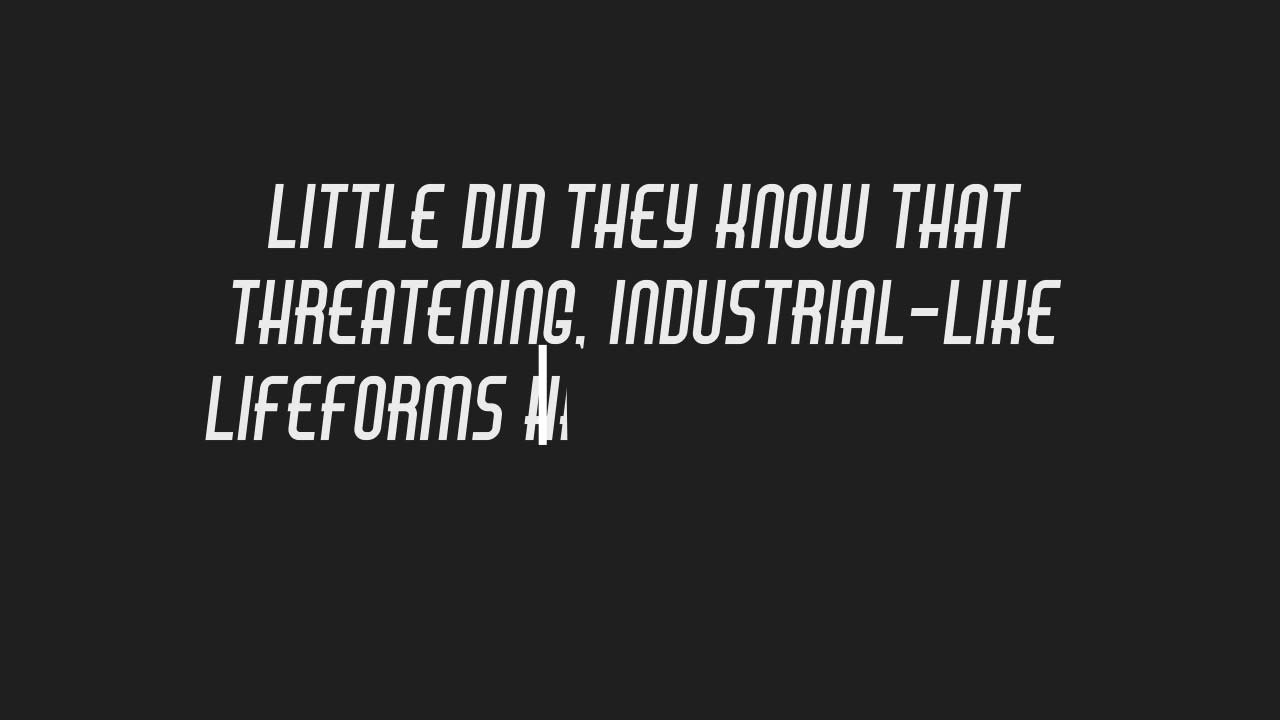 LITTLE DID THEY KNOW THAT
THREATENING, INDUSTRIAL-LIKE
LIFEFORMS